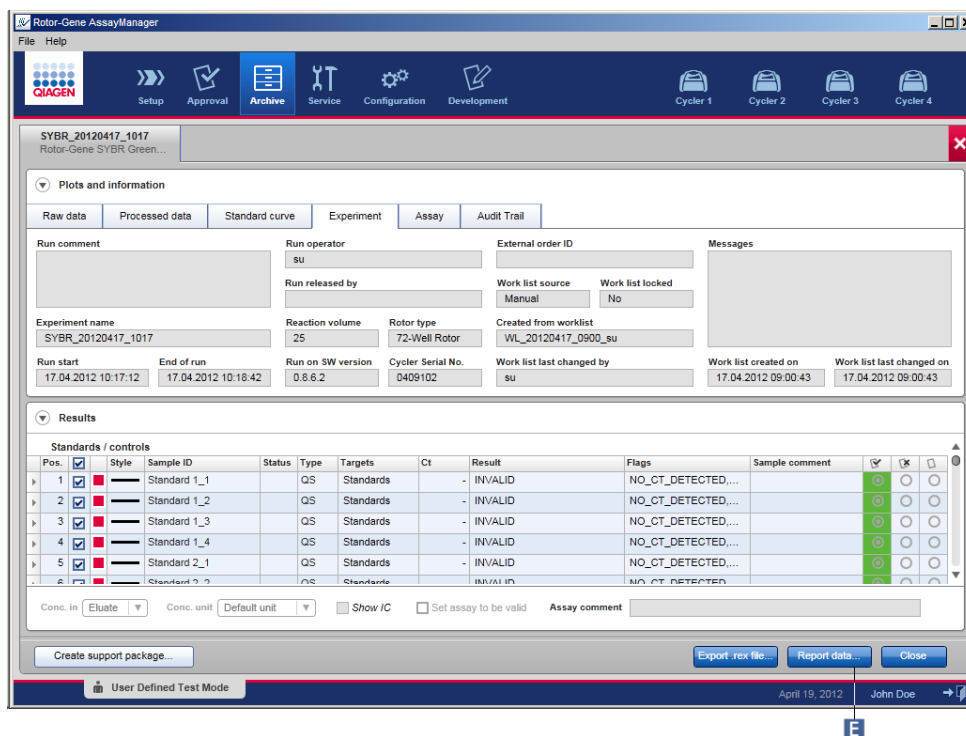 Rotor-Gene AssayManager
File Help
QIAGEN
Setup Approval Archive Service Configuration Development Cycler 1 Cycler 2 Cycler 3 Cycler 4
SYBR_20120417_1017
Rotor-Gene SYBR Green...
Plots and information
Raw data Processed data Standard curve Experiment Assay Audit Trail
Run comment Run operator External order ID Messages
su
Run released by Work list source Work list locked
Manual No
Experiment name Reaction volume Rotor type Created from worklist
SYBR_20120417_1017 25 72-Well Rotor WL_20120417_0900_su
Run start End of run Run on SW version Cycler Serial No. Work list last changed by Work list created on Work list last changed on
17.04.2012 10:17:12 17.04.2012 10:18:42 0.8.6.2 0409102 su 17.04.2012 09:00:43 17.04.2012 09:00:43
Results
Standards / controls
Pos. Style Sample ID Status Type Targets Ct Result Flags Sample comment
1 Standard 1_1 QS Standards - INVALID NO_CT_DETECTED,...
2 Standard 1_2 QS Standards - INVALID NO_CT_DETECTED,...
3 Standard 1_3 QS Standards - INVALID NO_CT_DETECTED,...
4 Standard 1_4 QS Standards - INVALID NO_CT_DETECTED,...
5 Standard 2_1 QS Standards - INVALID NO_CT_DETECTED,...
6 Standard 2_2 QS Standards - INVALID NO_CT_DETECTED
Conc. in Eluate Conc. unit Default unit Show IC Set assay to be valid Assay comment
Create support package... Export .rex file... Report data... Close
User Defined Test Mode
April 19, 2012 John Doe
E